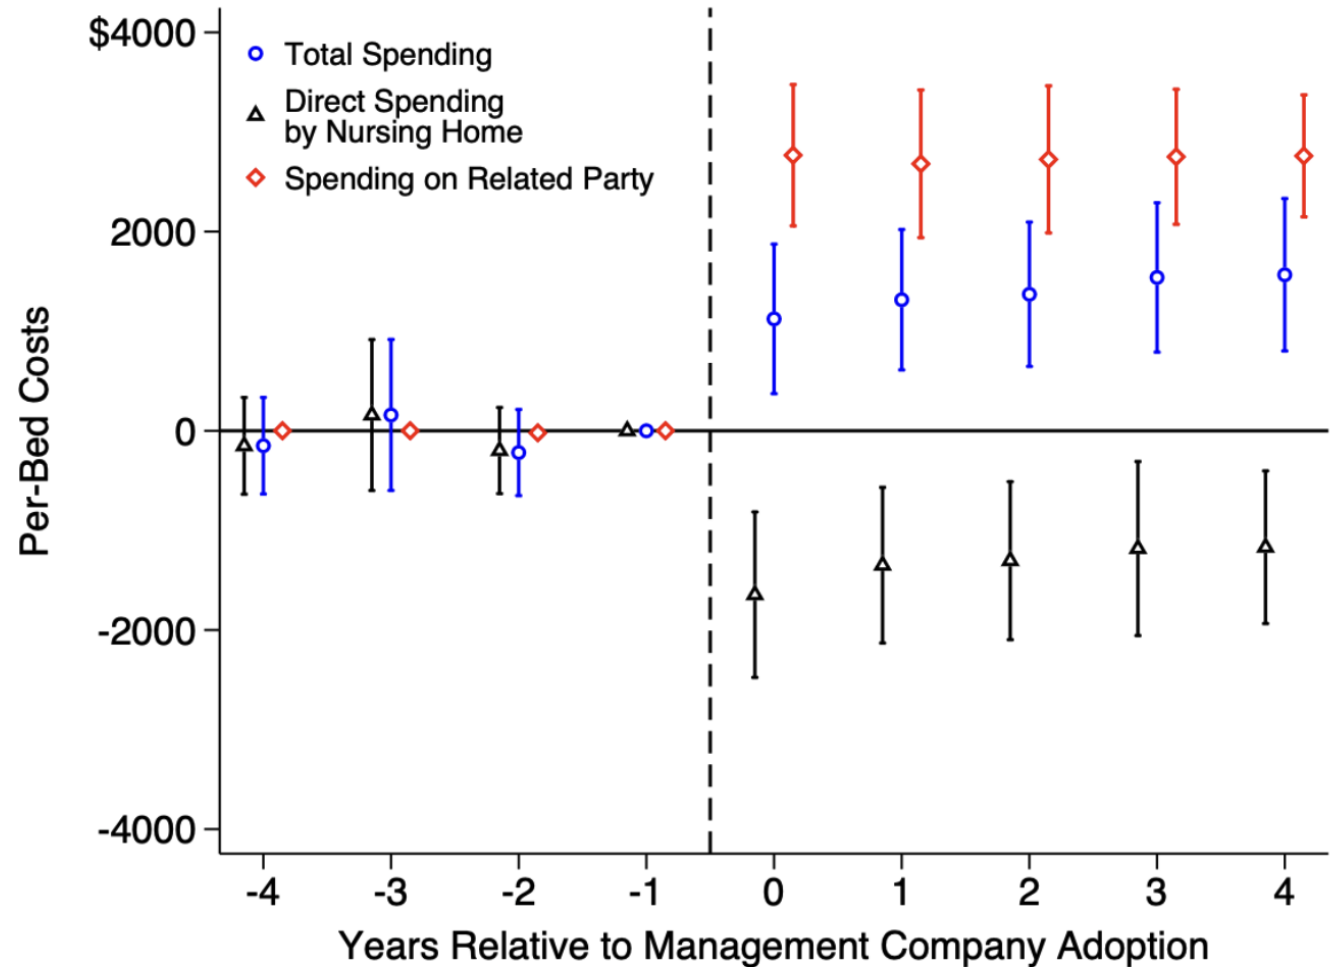 $4000
2000
0
-2000
-4000
Per-Bed Costs
Total Spending
Direct Spending
by Nursing Home
Spending on Related Party
-4 -3 -2 -1 0 1 2 3 4
Years Relative to Management Company Adoption